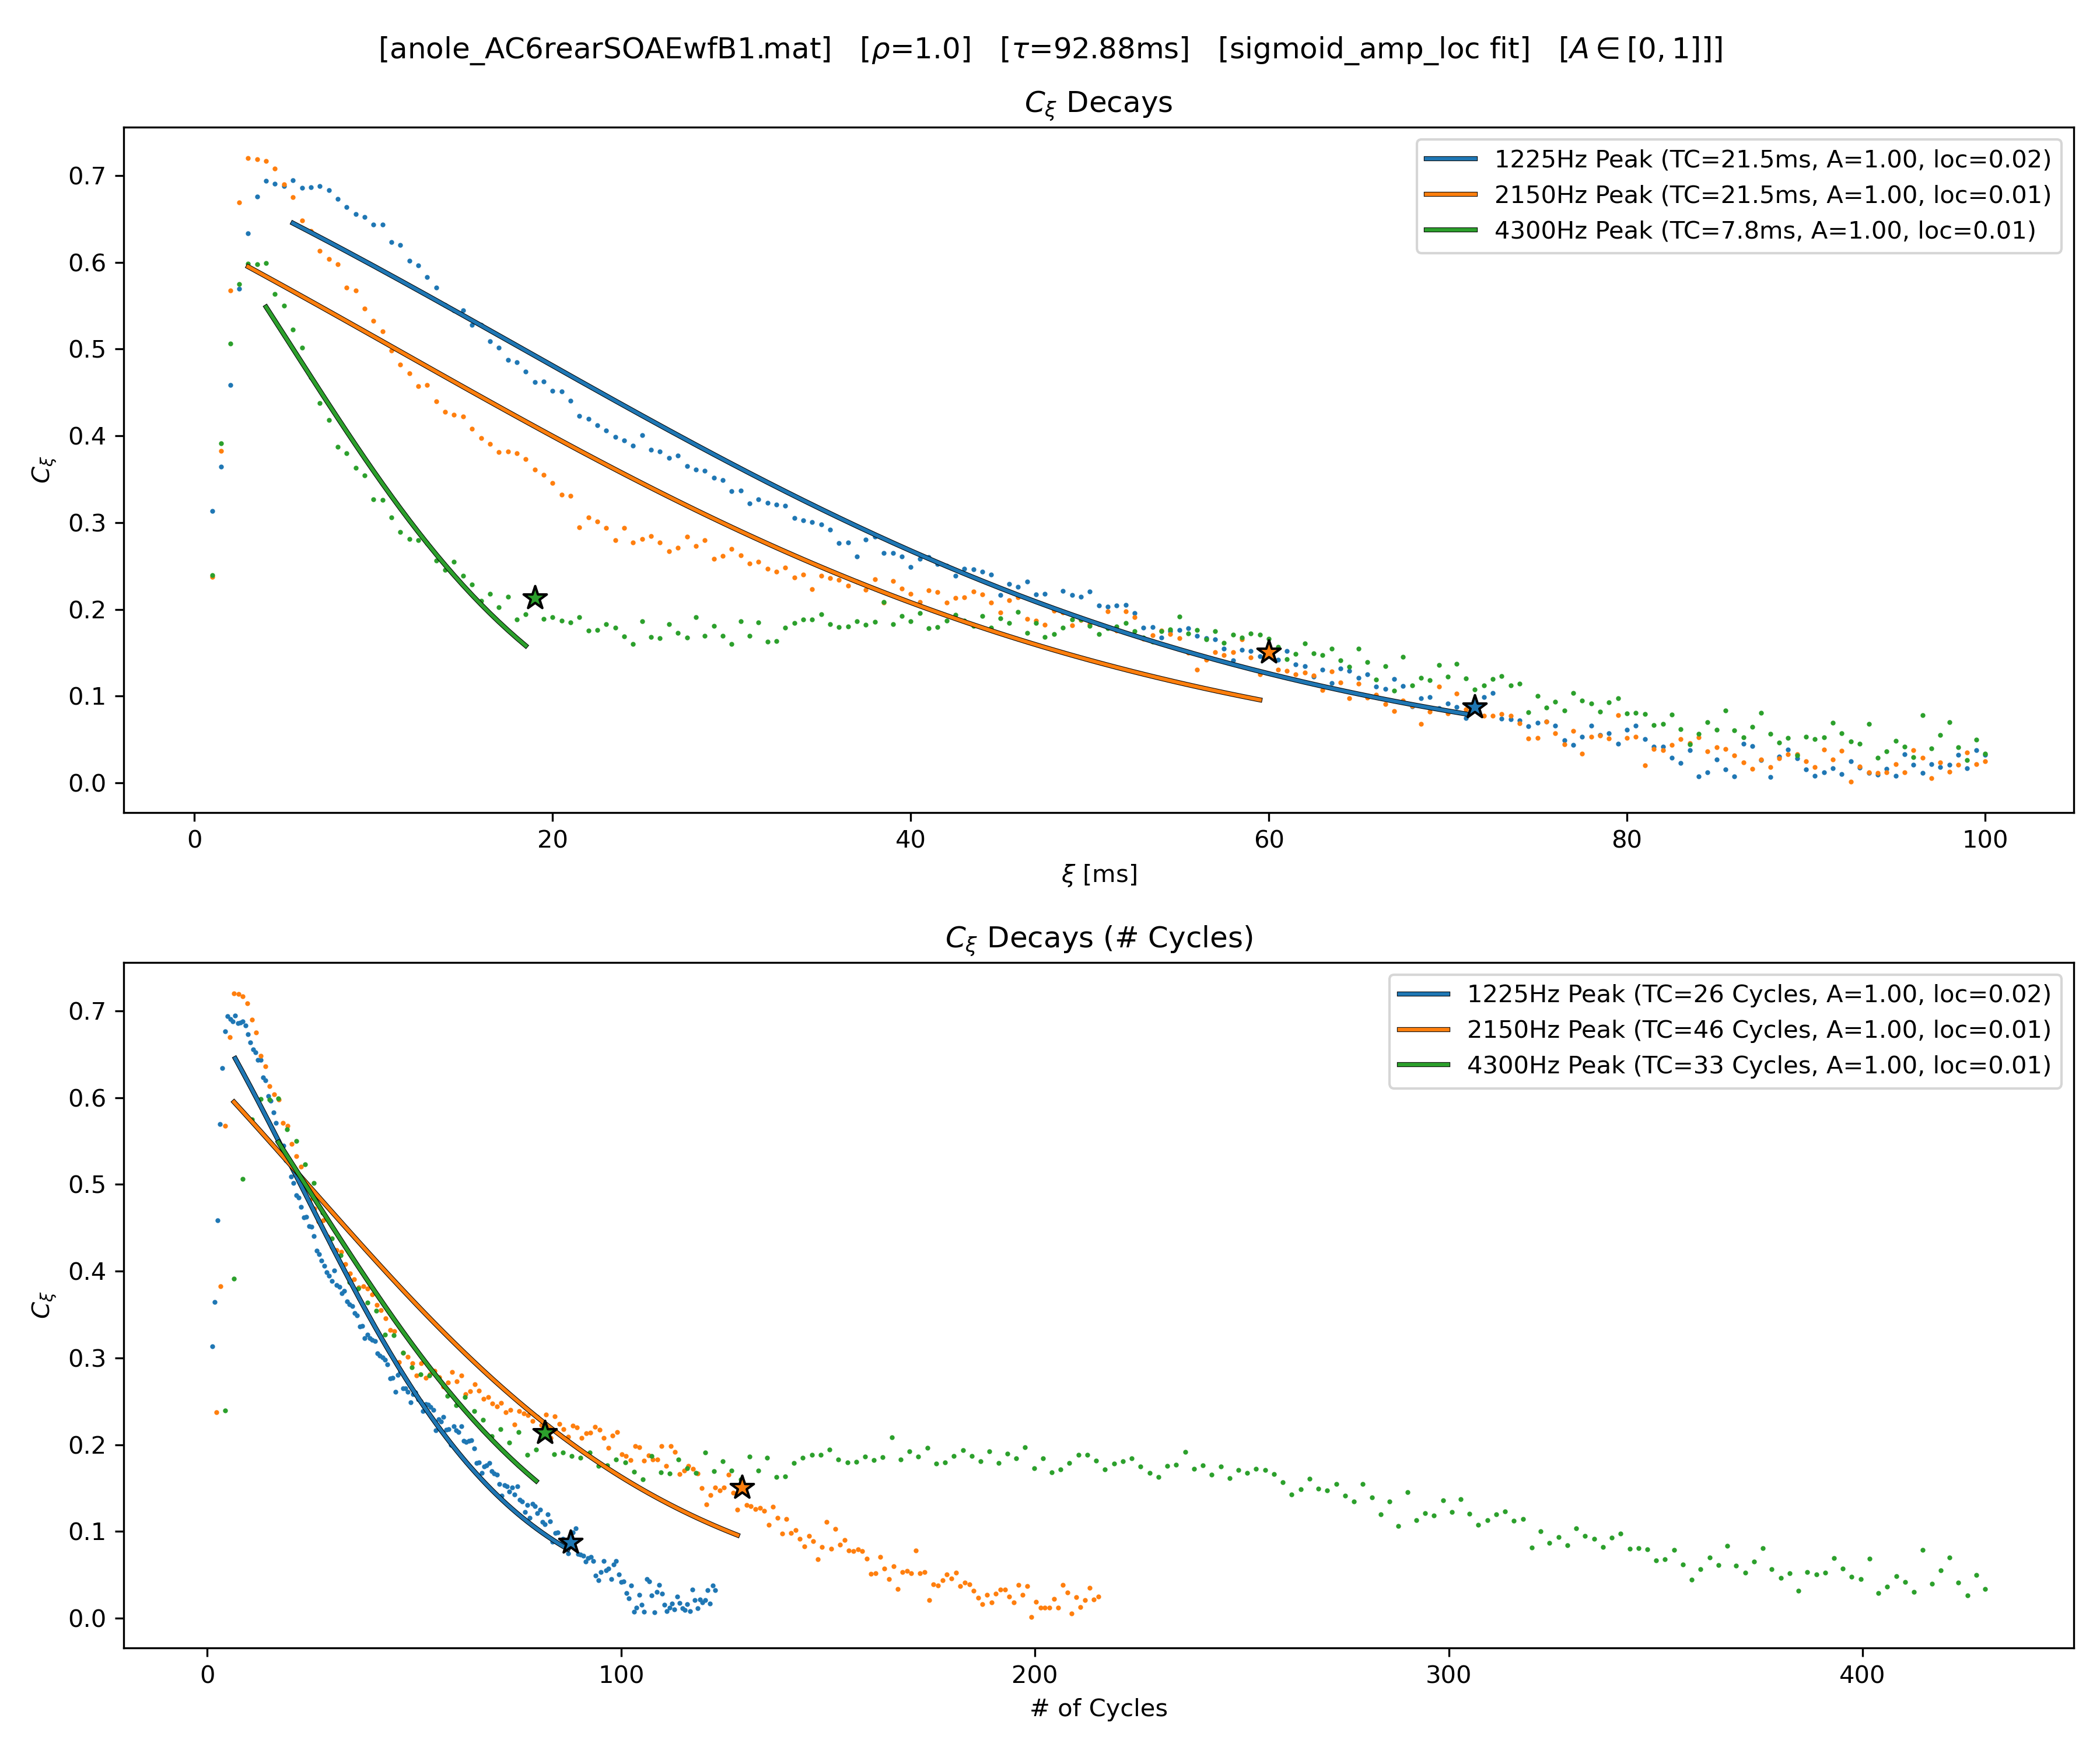 [anole_AC6rearSOAEwfB1.mat] [ρ=1.0] [τ=92.88ms] [sigmoid_amp_loc fit] [A ∈ [0, 1]]]
C_ξ Decays
1225Hz Peak (TC=21.5ms, A=1.00, loc=0.02)
2150Hz Peak (TC=21.5ms, A=1.00, loc=0.01)
4300Hz Peak (TC=7.8ms, A=1.00, loc=0.01)
C_ξ
0.7
0.6
0.5
0.4
0.3
0.2
0.1
0.0
0 20 40 60 80 100
ξ [ms]
C_ξ Decays (# Cycles)
1225Hz Peak (TC=26 Cycles, A=1.00, loc=0.02)
2150Hz Peak (TC=46 Cycles, A=1.00, loc=0.01)
4300Hz Peak (TC=33 Cycles, A=1.00, loc=0.01)
C_ξ
0.7
0.6
0.5
0.4
0.3
0.2
0.1
0.0
0 100 200 300 400
# of Cycles